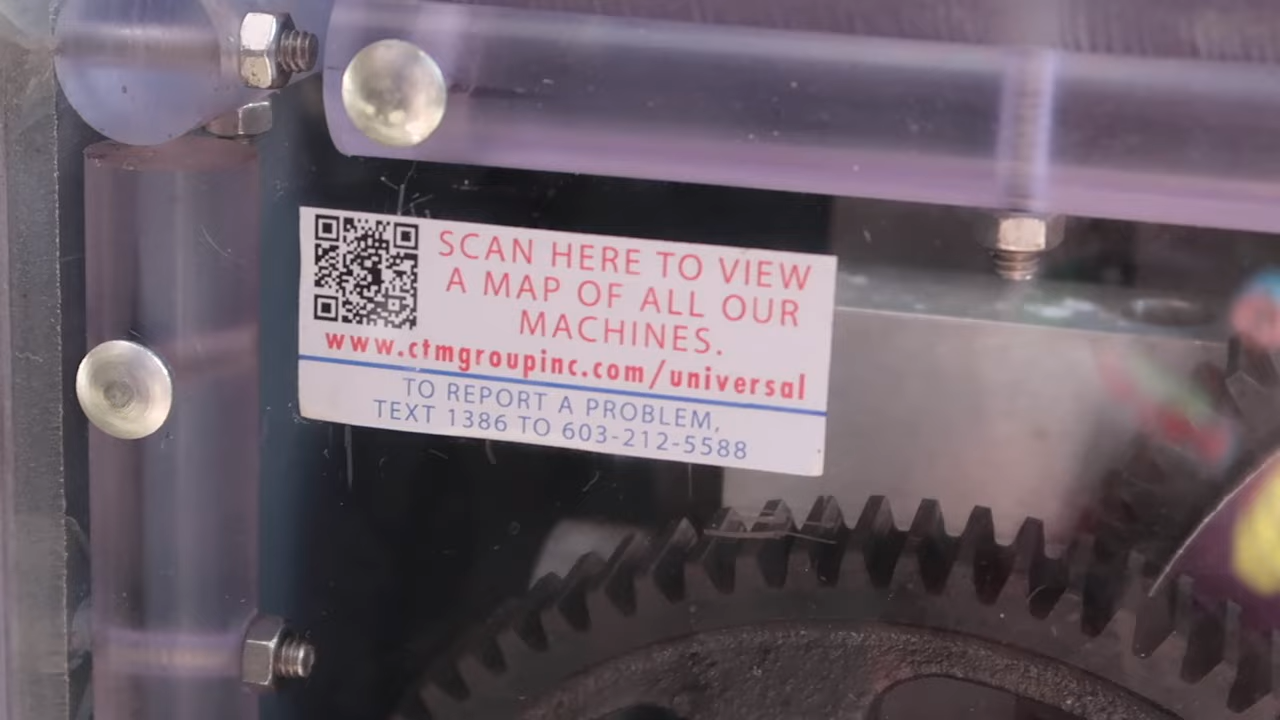 SCAN HERE TO VIEW
A MAP OF ALL OUR
MACHINES.
www.ctmgroupinc.com/universal
TO REPORT A PROBLEM,
TEXT 1386 TO 603-212-5588